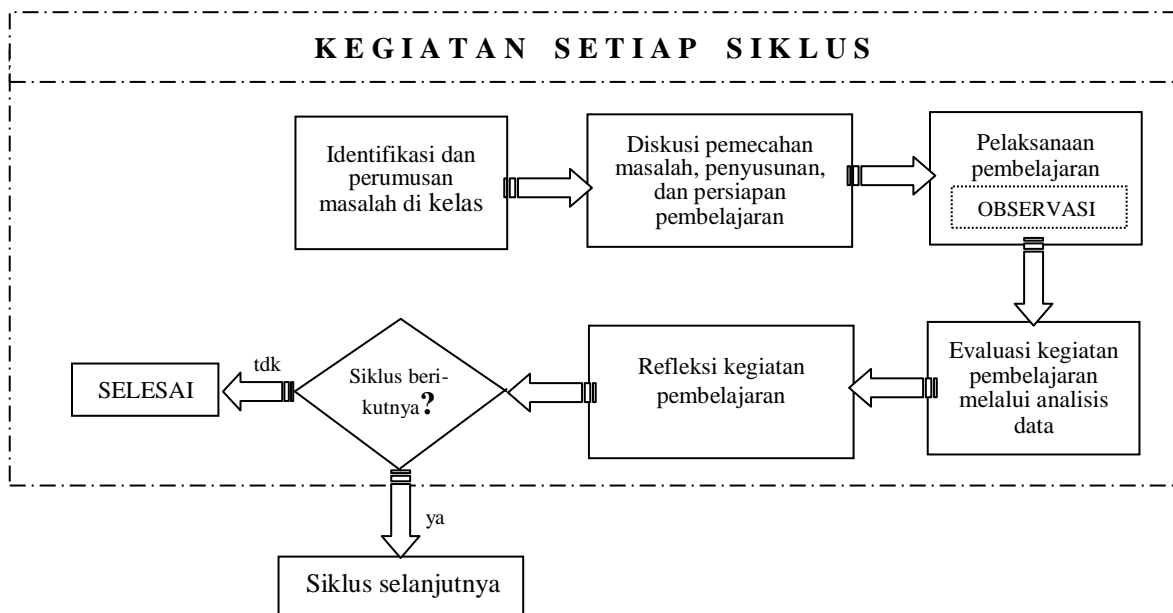 KEGIATAN SETIAP SIKLUS
Identifikasi dan
perumusan
masalah di kelas
Diskusi pemecahan
masalah, penyusunan,
dan persiapan
pembelajaran
Pelaksanaan
pembelajaran
OBSERVASI
Evaluasi kegiatan
pembelajaran
melalui analisis
data
Refleksi kegiatan
pembelajaran
Siklus beri-
kutnya?
tdk
SELESAI
ya
Siklus selanjutnya